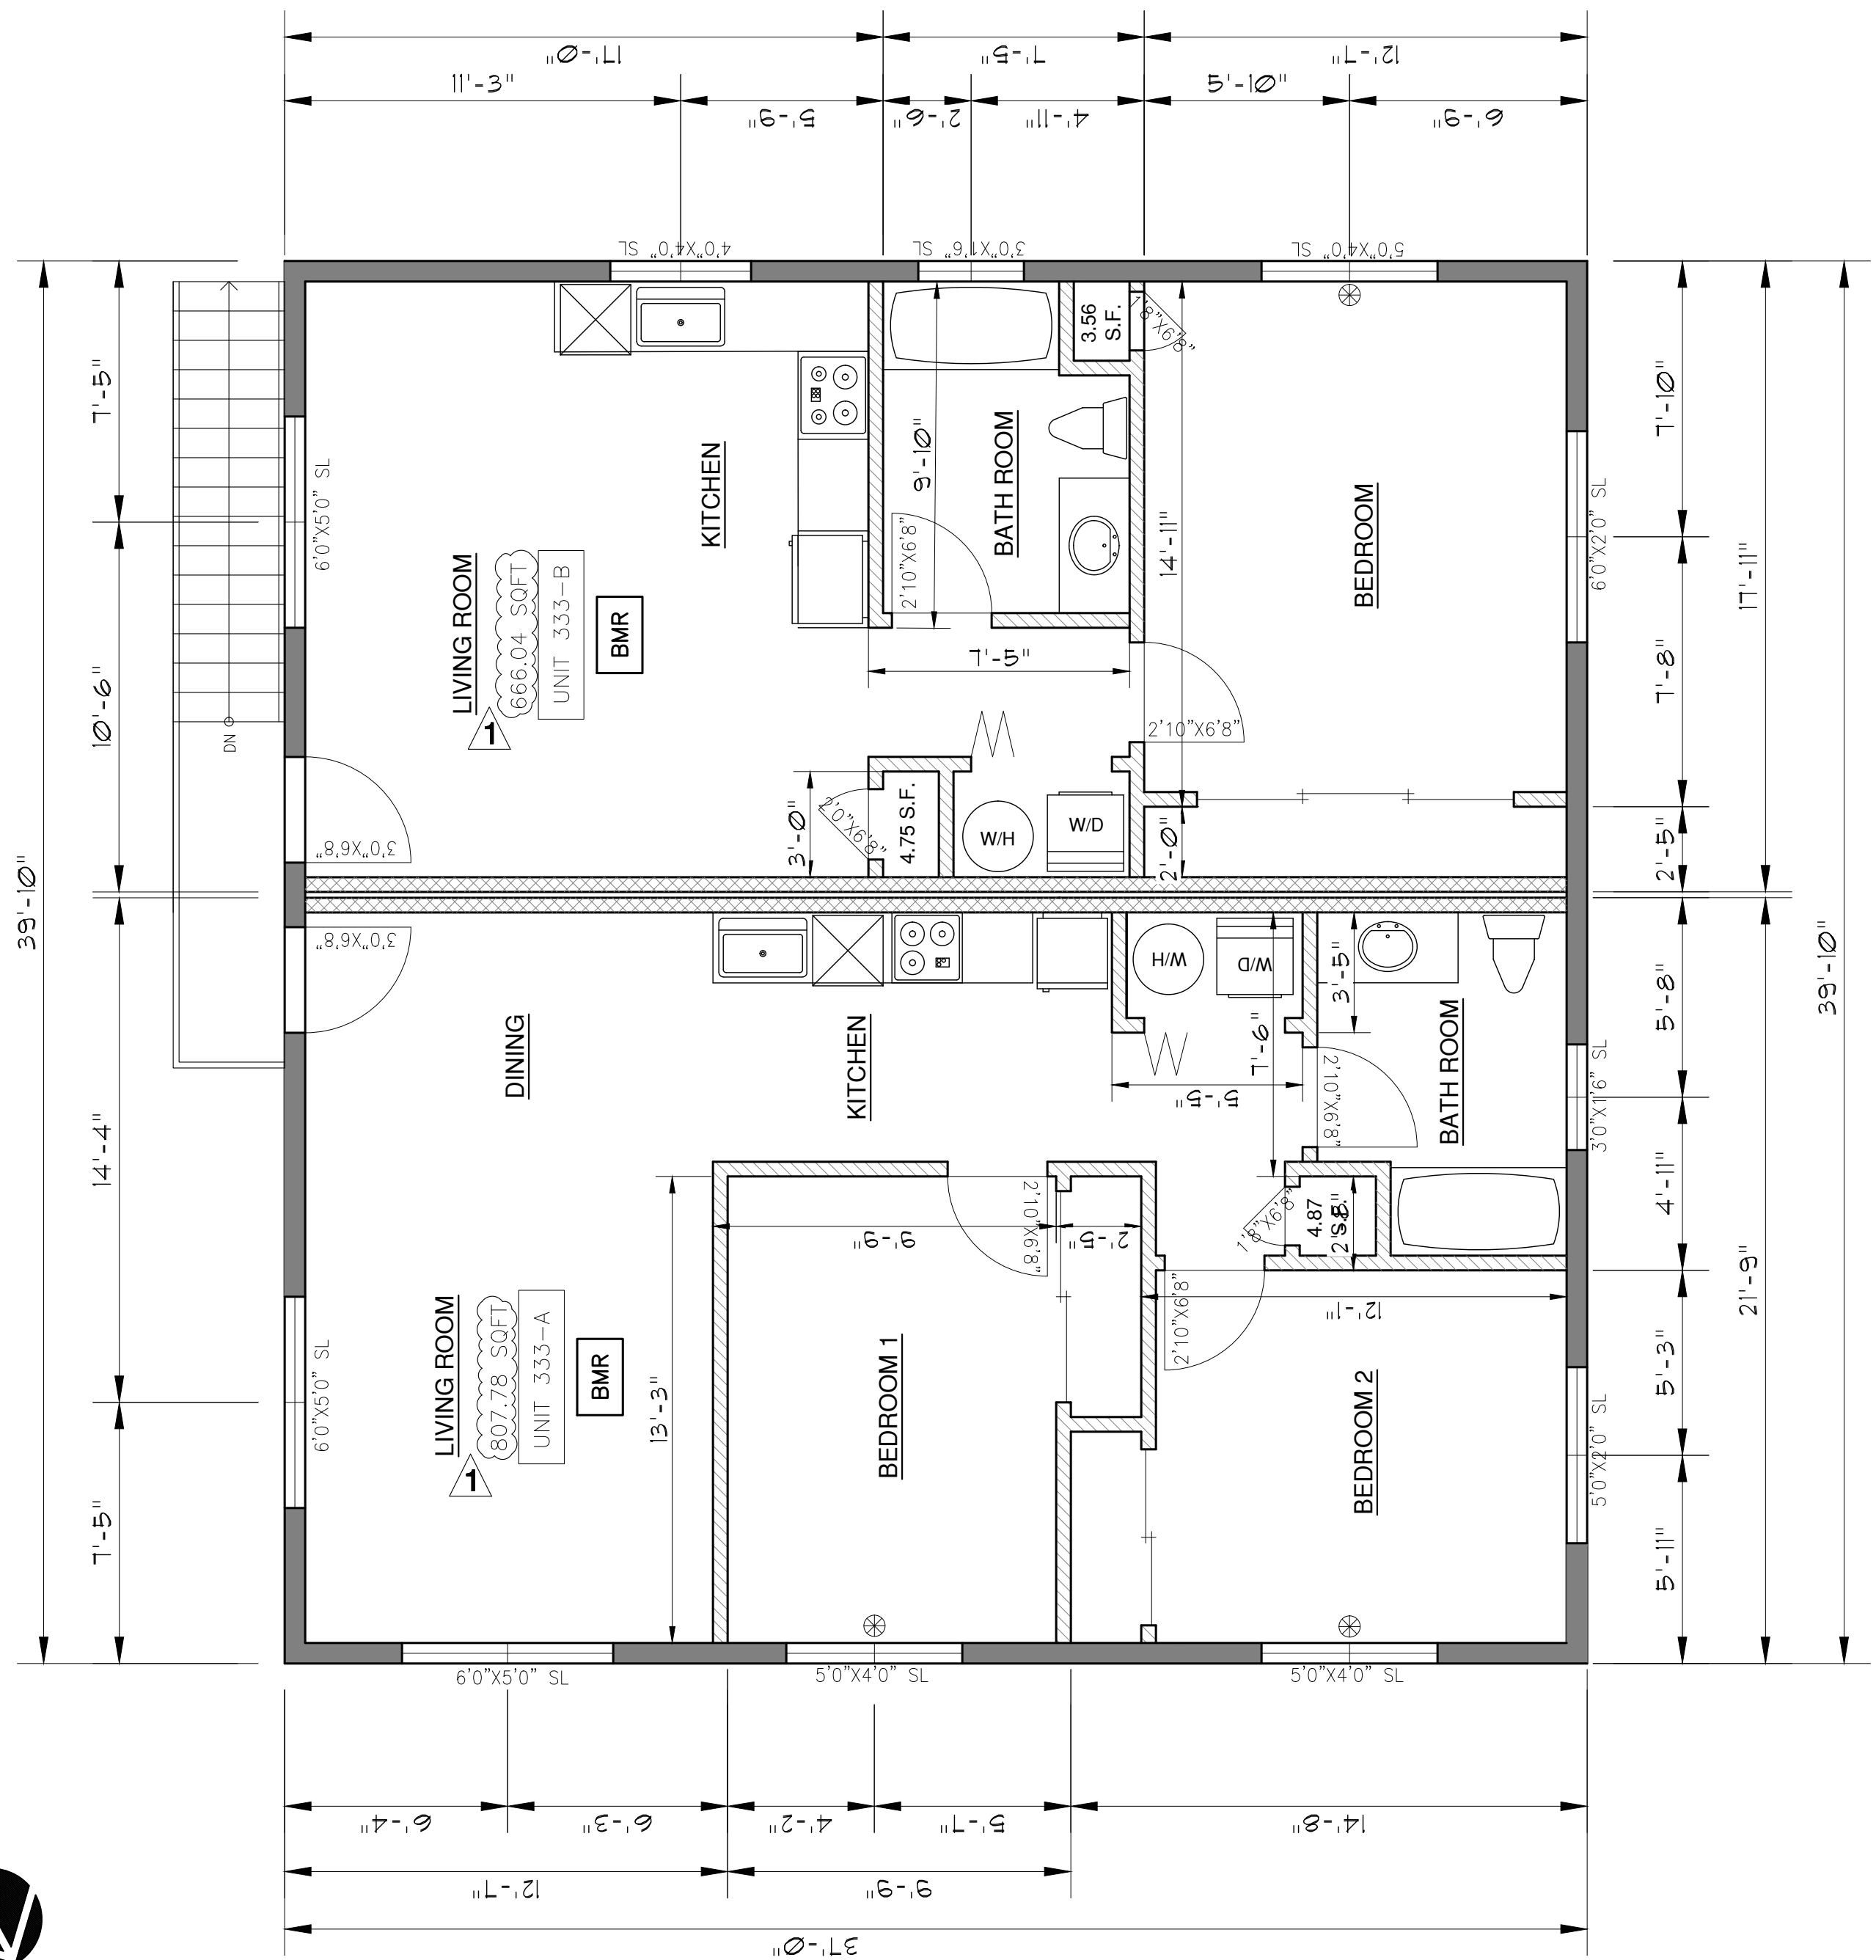 17'-0"
7'-5"
12'-7"
11'-3"
5'-9"
2'-6"
4'-11"
5'-10"
6'-9"
4'0"X4'0" SL
3'0"X1'6" SL
5'0"X4'0" SL
39'-10"
7'-5"
10'-6"
14'-4"
7'-5"
DN
6'0"X5'0" SL
LIVING ROOM
666.04 SQFT
UNIT 333-B
BMR
1
KITCHEN
3'0"X6'8"
9'-10"
BATH ROOM
2'10"X6'8"
3.56
S.F.
1'8"X6'8"
14'-11"
BEDROOM
6'0"X2'0" SL
7'-5"
2'10"X6'8"
3'-0"
2'0"X6'8"
4.75 S.F.
W/H
W/D
2'-0"
7'-10"
7'-8"
2'-5"
17'-11"
39'-10"
3'0"X6'8"
DINING
KITCHEN
W/H
W/D
5'-5"
7'-6"
3'-5"
2'10"X6'8"
BATH ROOM
3'0"X1'6" SL
5'-8"
4'-11"
5'-3"
5'-11"
21'-9"
LIVING ROOM
807.78 SQFT
UNIT 333-A
BMR
1
6'0"X5'0" SL
13'-3"
9'-9"
2'10"X6'8"
2'-5"
1'8"X6'8"
4.87
S.F.
2'-8"
BEDROOM 1
2'10"X6'8"
12'-1"
BEDROOM 2
5'0"X2'0" SL
6'0"X5'0" SL
5'0"X4'0" SL
5'0"X4'0" SL
6'-4"
6'-3"
4'-2"
5'-7"
14'-8"
12'-7"
9'-9"
37'-0"